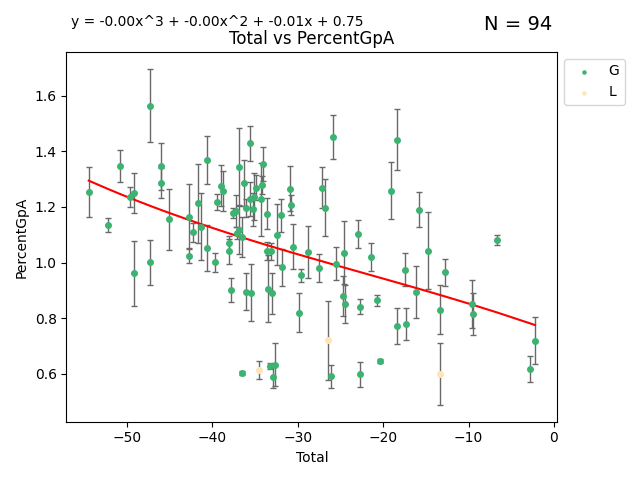 y = -0.00x^3 + -0.00x^2 + -0.01x + 0.75
N = 94
Total vs PercentGpA
G
L
1.6
1.4
1.2
1.0
0.8
0.6
PercentGpA
−50
−40
−30
−20
−10
0
Total